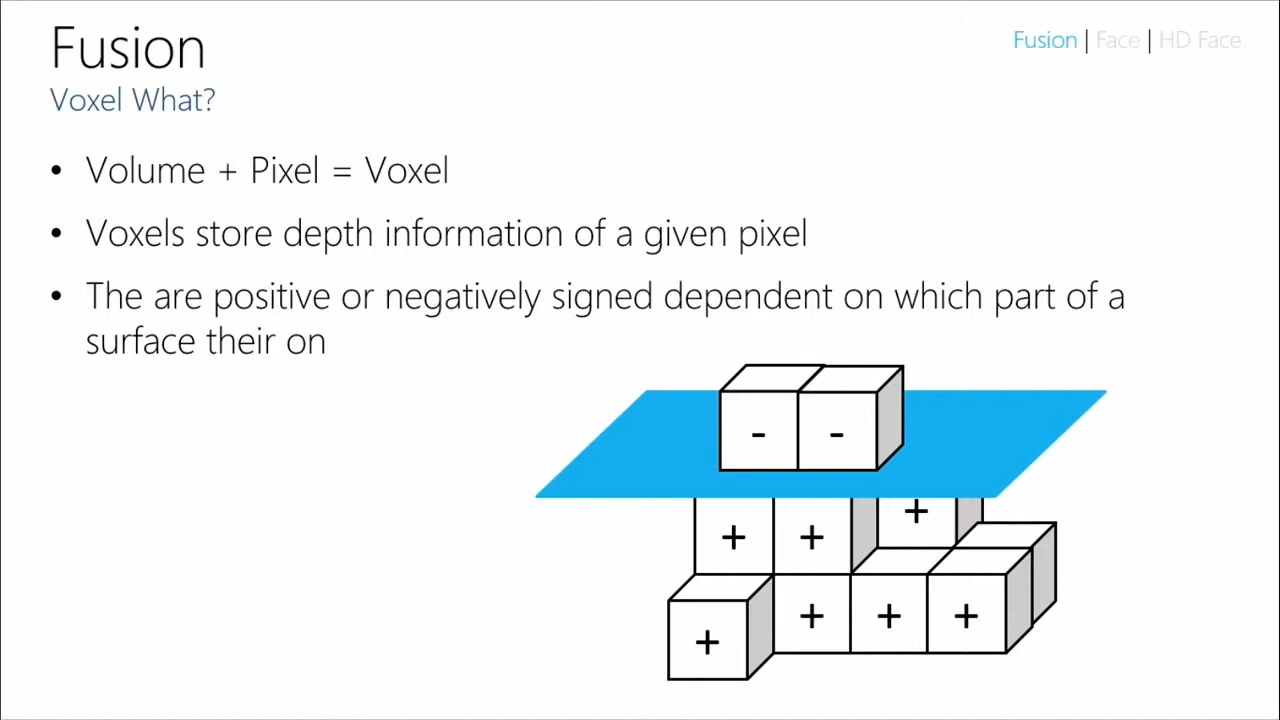 Fusion
Fusion | Face | HD Face
Voxel What?
• Volume + Pixel = Voxel
• Voxels store depth information of a given pixel
• The are positive or negatively signed dependent on which part of a
surface their on
- -
+
+ +
+ + +
+